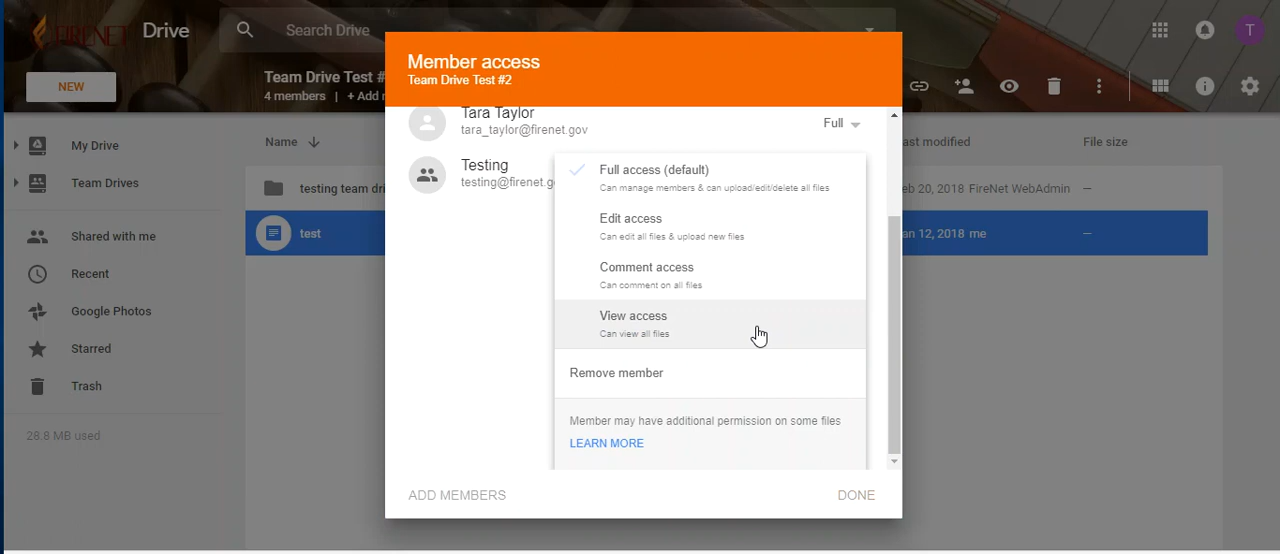 FIRENET Drive
Search Drive
T
NEW
Team Drive Test #
4 members | + Add
My Drive
Team Drives
Shared with me
Recent
Google Photos
Starred
Trash
28.8 MB used
Name
Last modified
File size
testing team dri
eb 20, 2018 FireNet WebAdmin —
test
an 12, 2018 me —
Member access
Team Drive Test #2
Tara Taylor
tara_taylor@firenet.gov
Full
Testing
testing@firenet.g
Full access (default)
Can manage members & can upload/edit/delete all files
Edit access
Can edit all files & upload new files
Comment access
Can comment on all files
View access
Can view all files
Remove member
Member may have additional permission on some files
LEARN MORE
ADD MEMBERS
DONE